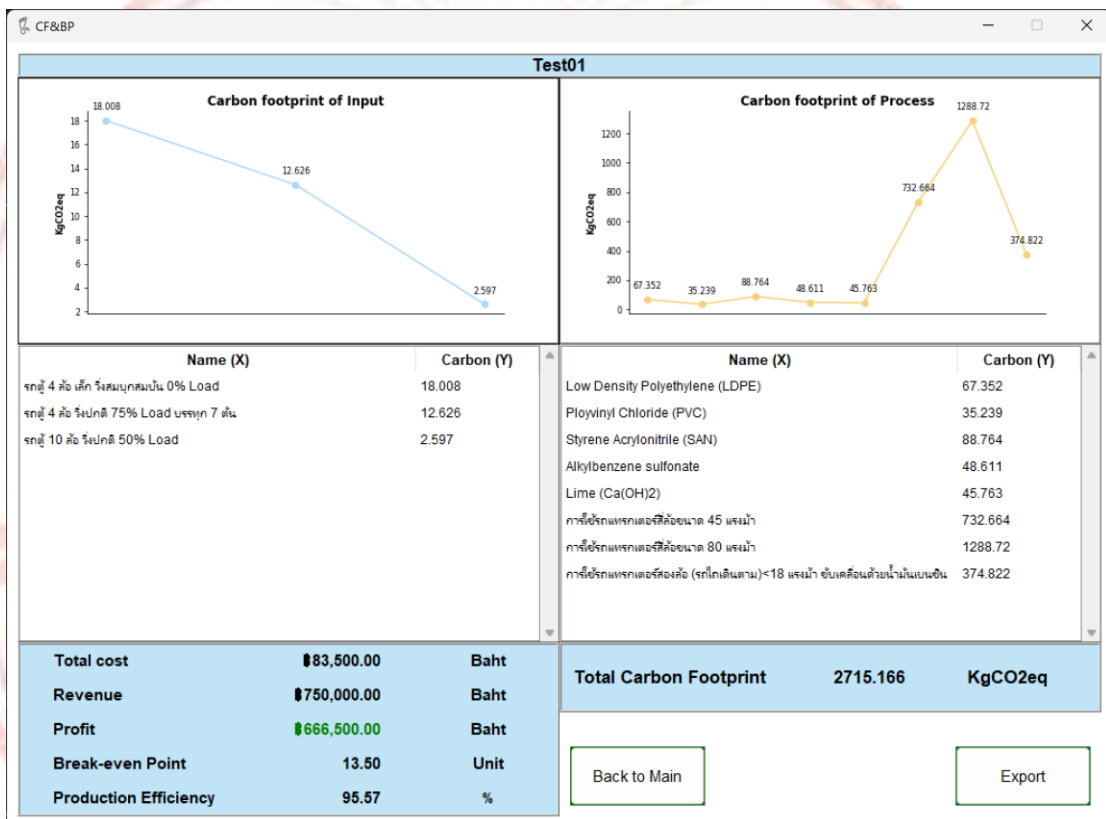 CF&BP
Test01
Carbon footprint of Input
KgCO2eq
18
16
14
12
10
8
6
4
2
18.008
12.626
2.597
Carbon footprint of Process
KgCO2eq
1200
1000
800
600
400
200
0
67.352
35.239
88.764
48.611
45.763
732.664
1288.72
374.822
Name (X) Carbon (Y)
รถตู้ 4 ล้อ เล็ก วิ่งสมบุกสมบัน 0% Load 18.008
รถตู้ 4 ล้อ วิ่งปกติ 75% Load บรรทุก 7 ตัน 12.626
รถตู้ 10 ล้อ วิ่งปกติ 50% Load 2.597
Name (X) Carbon (Y)
Low Density Polyethylene (LDPE) 67.352
Ployvinyl Chloride (PVC) 35.239
Styrene Acrylonitrile (SAN) 88.764
Alkylbenzene sulfonate 48.611
Lime (Ca(OH)2) 45.763
การใช้รถแทรกเตอร์สี่ล้อขนาด 45 แรงม้า 732.664
การใช้รถแทรกเตอร์สี่ล้อขนาด 80 แรงม้า 1288.72
การใช้รถแทรกเตอร์สองล้อ (รถไถเดินตาม)<18 แรงม้า ขับเคลื่อนด้วยน้ำมันเบนซิน 374.822
Total cost ฿83,500.00 Baht
Revenue ฿750,000.00 Baht
Profit ฿666,500.00 Baht
Break-even Point 13.50 Unit
Production Efficiency 95.57 %
Total Carbon Footprint 2715.166 KgCO2eq
Back to Main
Export